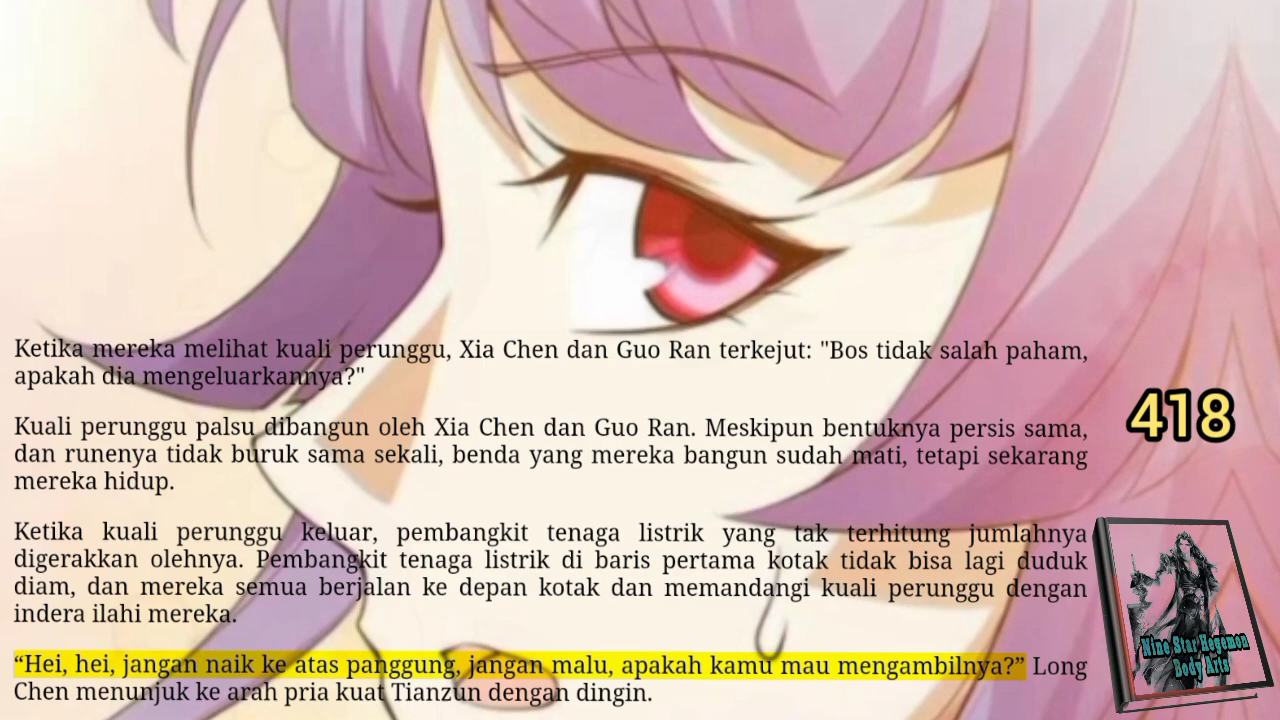 Ketika mereka melihat kuali perunggu, Xia Chen dan Guo Ran terkejut: "Bos tidak salah paham,
apakah dia mengeluarkannya?"
Kuali perunggu palsu dibangun oleh Xia Chen dan Guo Ran. Meskipun bentuknya persis sama,
dan runenya tidak buruk sama sekali, benda yang mereka bangun sudah mati, tetapi sekarang
mereka hidup.
Ketika kuali perunggu keluar, pembangkit tenaga listrik yang tak terhitung jumlahnya
digerakkan olehnya. Pembangkit tenaga listrik di baris pertama kotak tidak bisa lagi duduk
diam, dan mereka semua berjalan ke depan kotak dan memandangi kuali perunggu dengan
indera ilahi mereka.
“Hei, hei, jangan naik ke atas panggung, jangan malu, apakah kamu mau mengambilnya?” Long
Chen menunjuk ke arah pria kuat Tianzun dengan dingin.
418
Nine Star Hegemon
Body Arts